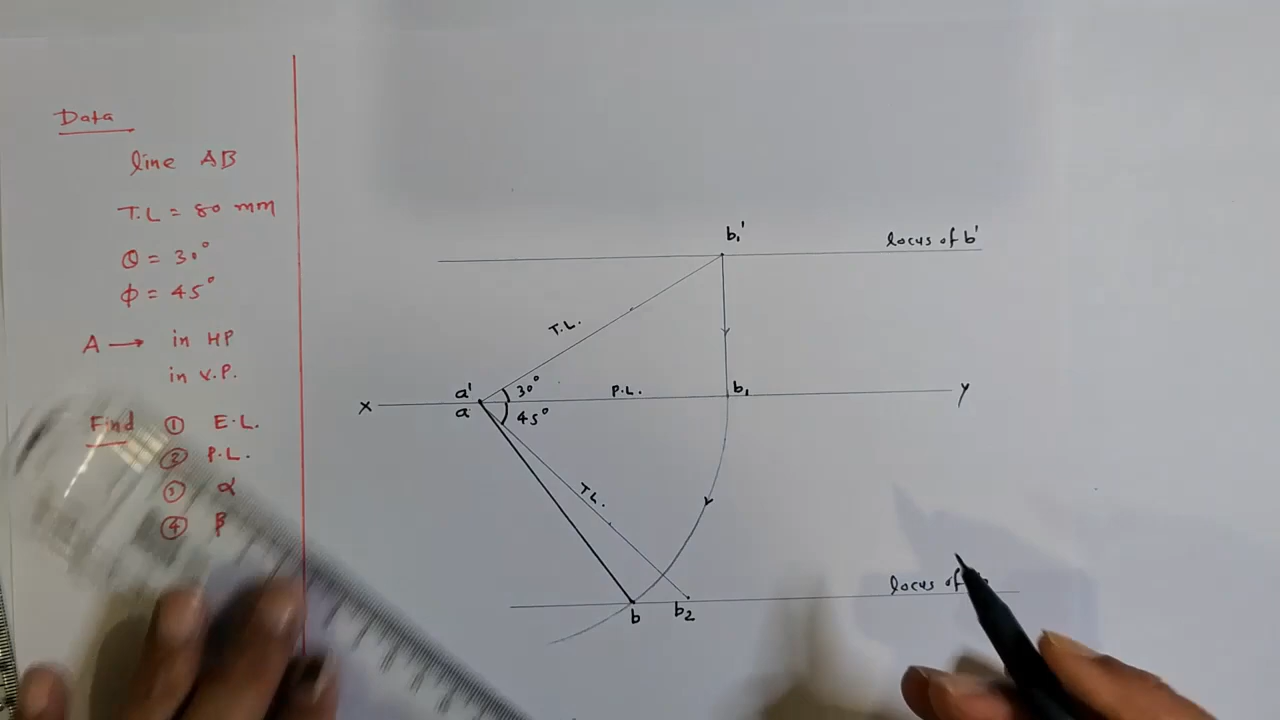 Data
line AB
T.L = 80 mm
θ = 30°
φ = 45°
A → in HP
in V.P.
Find ① E.L.
② P.L.
③ α
④ β
b₁'
locus of b'
T.L.
a' 30° P.L. b₁
X Y
a 45°
T.L.
locus of
b b₂